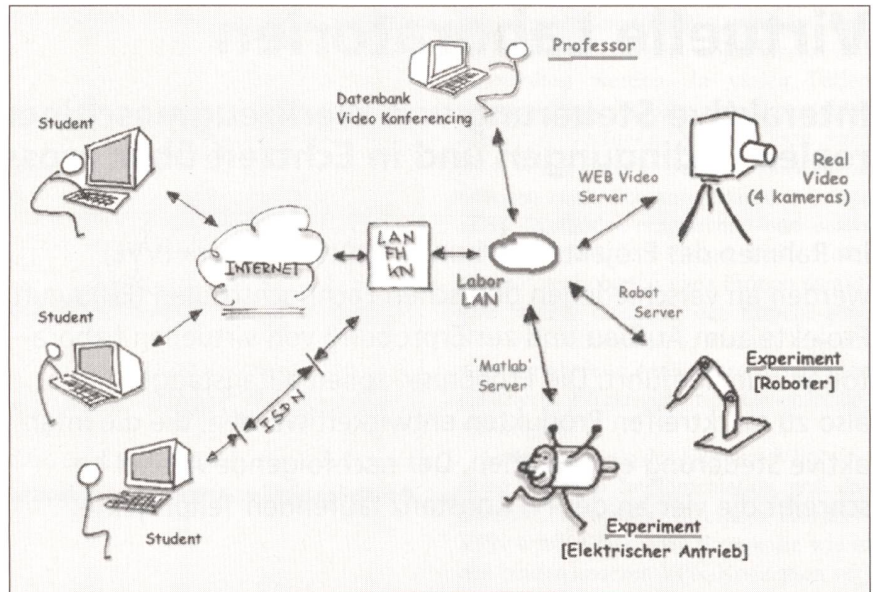 Professor
Datenbank
Video Konferencing
Student
WEB Video
Server
Real
Video
(4 kameras)
INTERNET
LAN
FH
KN
Labor
LAN
Robot
Server
Student
'Matlab'
Server
Experiment
[Roboter]
ISDN
Student
Experiment
[Elektrischer Antrieb]